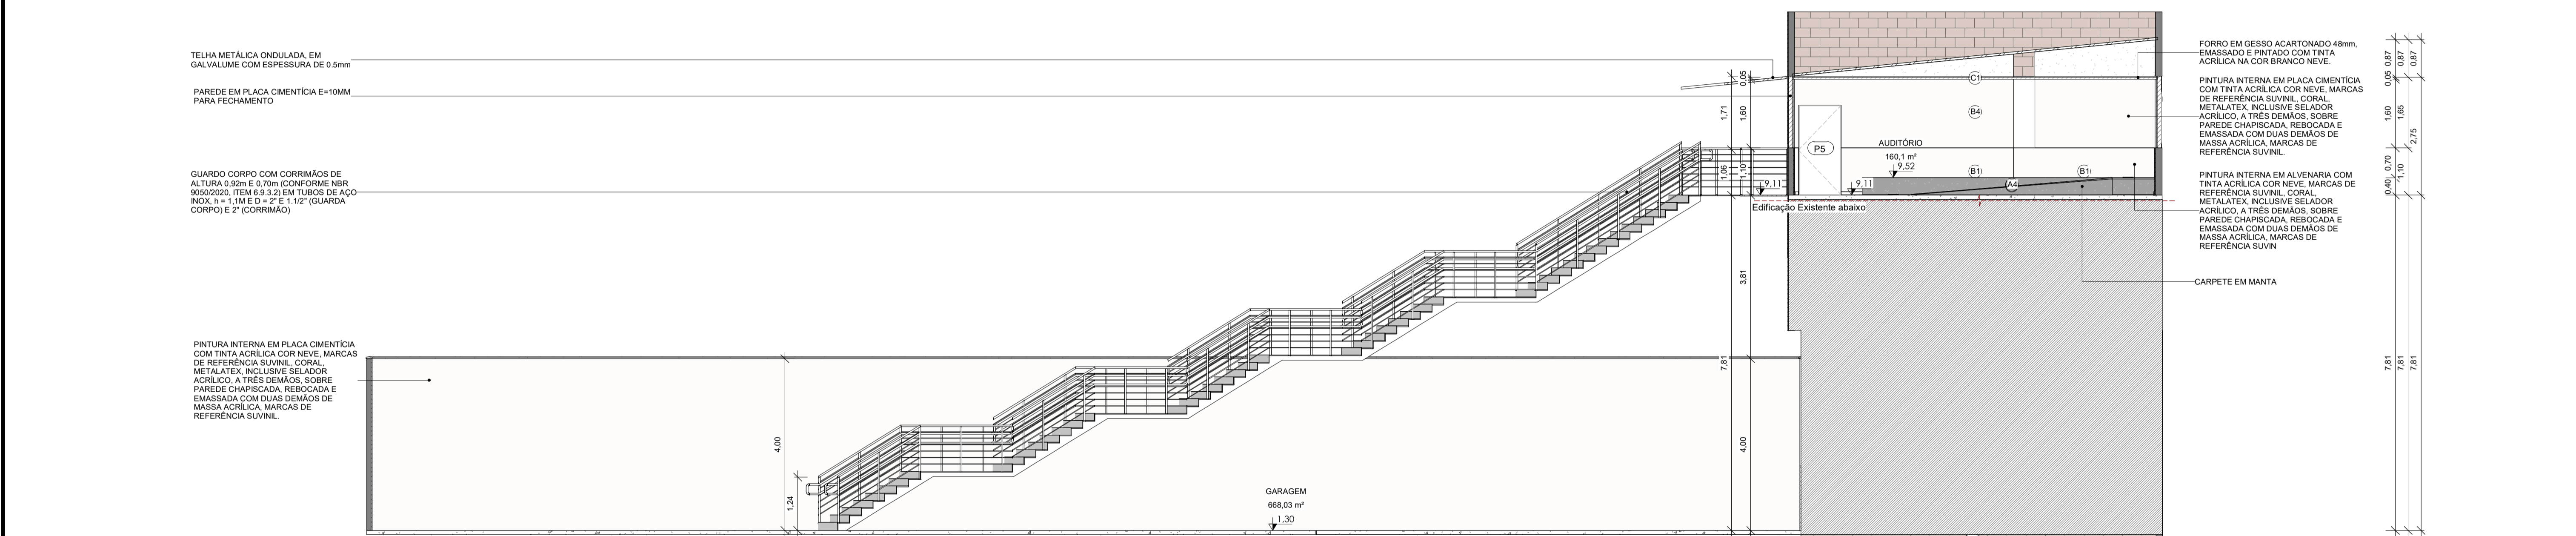 TELHA METÁLICA ONDULADA, EM
GALVALUME COM ESPESSURA DE 0.5mm
PAREDE EM PLACA CIMENTÍCIA E=10MM
PARA FECHAMENTO
GUARDO CORPO COM CORRIMÃOS DE
ALTURA 0,92m E 0,70m (CONFORME NBR
9050/2020, ITEM 6.9.3.2) EM TUBOS DE AÇO
INOX, h = 1,1M E D = 2" E 1.1/2" (GUARDA
CORPO) E 2" (CORRIMÃO)
PINTURA INTERNA EM PLACA CIMENTÍCIA
COM TINTA ACRÍLICA COR NEVE, MARCAS
DE REFERÊNCIA SUVINIL, CORAL,
METALATEX, INCLUSIVE SELADOR
ACRÍLICO, A TRÊS DEMÃOS, SOBRE
PAREDE CHAPISCADA, REBOCADA E
EMASSADA COM DUAS DEMÃOS DE
MASSA ACRÍLICA, MARCAS DE
REFERÊNCIA SUVINIL.
4,00
1,24
GARAGEM
668,03 m²
1,30
1,71
1,06
7,81
0,05
1,60
1,10
3,81
4,00
9,11
9,11
Edificação Existente abaixo
P5
C1
B4
AUDITÓRIO
160,1 m²
9,52
B1
B1
A4
FORRO EM GESSO ACARTONADO 48mm,
EMASSADO E PINTADO COM TINTA
ACRÍLICA NA COR BRANCO NEVE.
PINTURA INTERNA EM PLACA CIMENTÍCIA
COM TINTA ACRÍLICA COR NEVE, MARCAS
DE REFERÊNCIA SUVINIL, CORAL,
METALATEX, INCLUSIVE SELADOR
ACRÍLICO, A TRÊS DEMÃOS, SOBRE
PAREDE CHAPISCADA, REBOCADA E
EMASSADA COM DUAS DEMÃOS DE
MASSA ACRÍLICA, MARCAS DE
REFERÊNCIA SUVINIL.
PINTURA INTERNA EM ALVENARIA COM
TINTA ACRÍLICA COR NEVE, MARCAS DE
REFERÊNCIA SUVINIL, CORAL,
METALATEX, INCLUSIVE SELADOR
ACRÍLICO, A TRÊS DEMÃOS, SOBRE
PAREDE CHAPISCADA, REBOCADA E
EMASSADA COM DUAS DEMÃOS DE
MASSA ACRÍLICA, MARCAS DE
REFERÊNCIA SUVIN
CARPETE EM MANTA
0,87
0,05
1,60
0,70
0,40
7,81
0,87
1,65
1,10
7,81
0,87
2,75
7,81